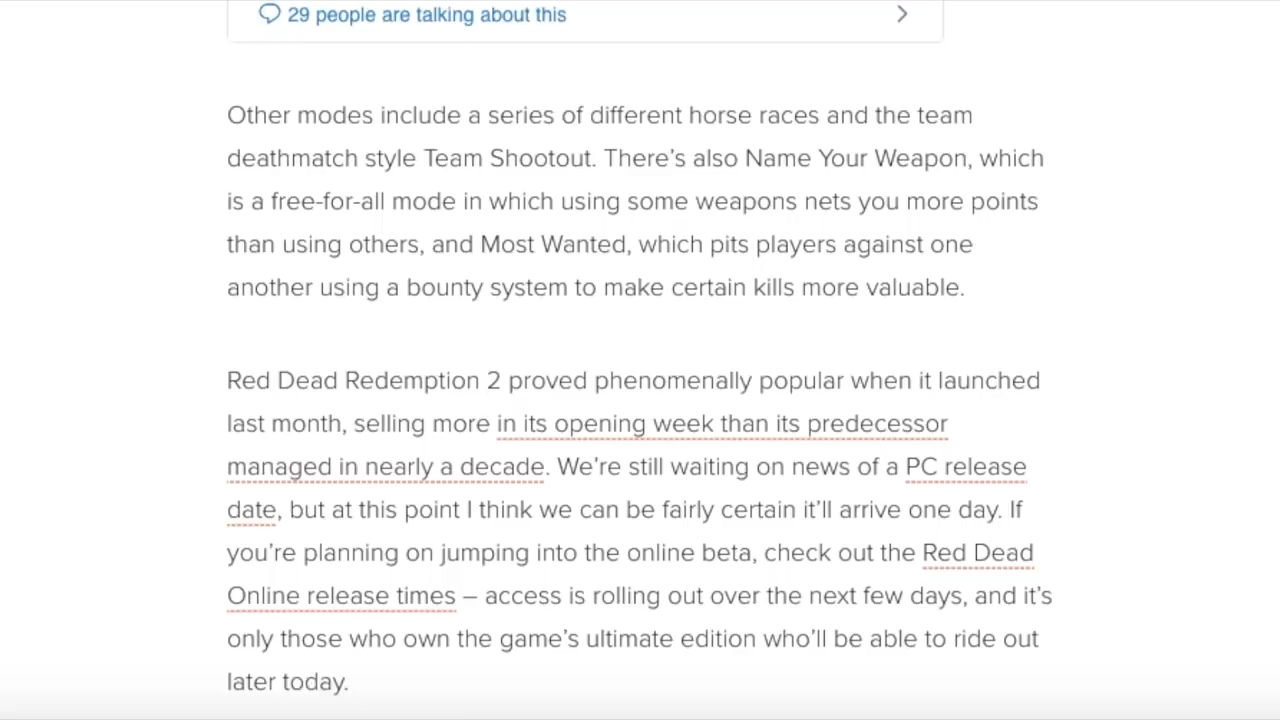 29 people are talking about this
Other modes include a series of different horse races and the team
deathmatch style Team Shootout. There’s also Name Your Weapon, which
is a free-for-all mode in which using some weapons nets you more points
than using others, and Most Wanted, which pits players against one
another using a bounty system to make certain kills more valuable.
Red Dead Redemption 2 proved phenomenally popular when it launched
last month, selling more in its opening week than its predecessor
managed in nearly a decade. We’re still waiting on news of a PC release
date, but at this point I think we can be fairly certain it’ll arrive one day. If
you’re planning on jumping into the online beta, check out the Red Dead
Online release times – access is rolling out over the next few days, and it’s
only those who own the game’s ultimate edition who’ll be able to ride out
later today.